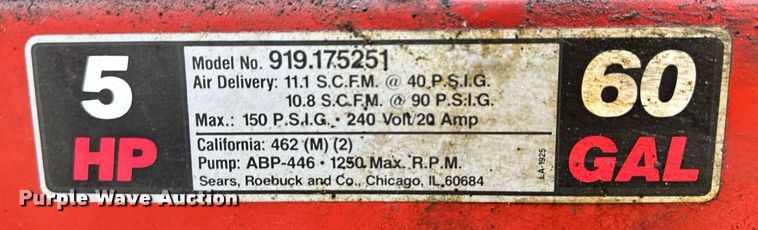 5
HP
Model No. 919.175251
Air Delivery: 11.1 S.C.F.M. @ 40 P.S.I.G.
10.8 S.C.F.M. @ 90 P.S.I.G.
Max.: 150 P.S.I.G. • 240 Volt/20 Amp
California: 462 (M) (2)
Pump: ABP-446 • 1250 Max. R.P.M.
Sears, Roebuck and Co., Chicago, IL 60684
LA-1925
60
GAL
Purple Wave Auction